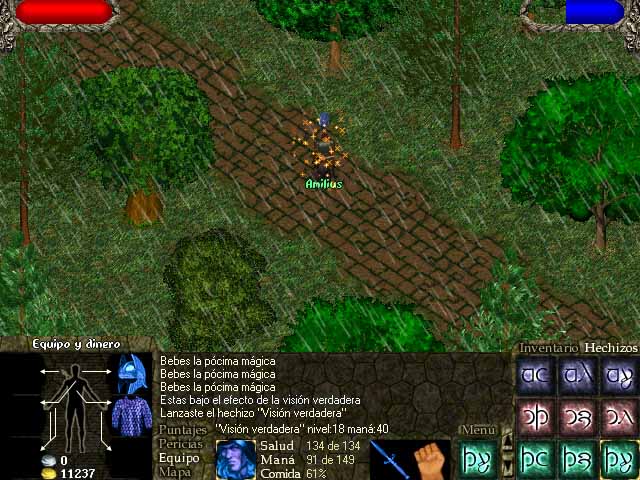 Amilius
Equipo y dinero
Inventario Hechizos
Bebes la pócima mágica
Bebes la pócima mágica
Bebes la pócima mágica
Estas bajo el efecto de la visión verdadera
Lanzaste el hechizo "Visión verdadera"
Puntajes "Visión verdadera" nivel:18 maná:40 Menú
Pericias
Equipo
Mapa
Salud 134 de 134
Maná 91 de 149
Comida 61%
0
11237